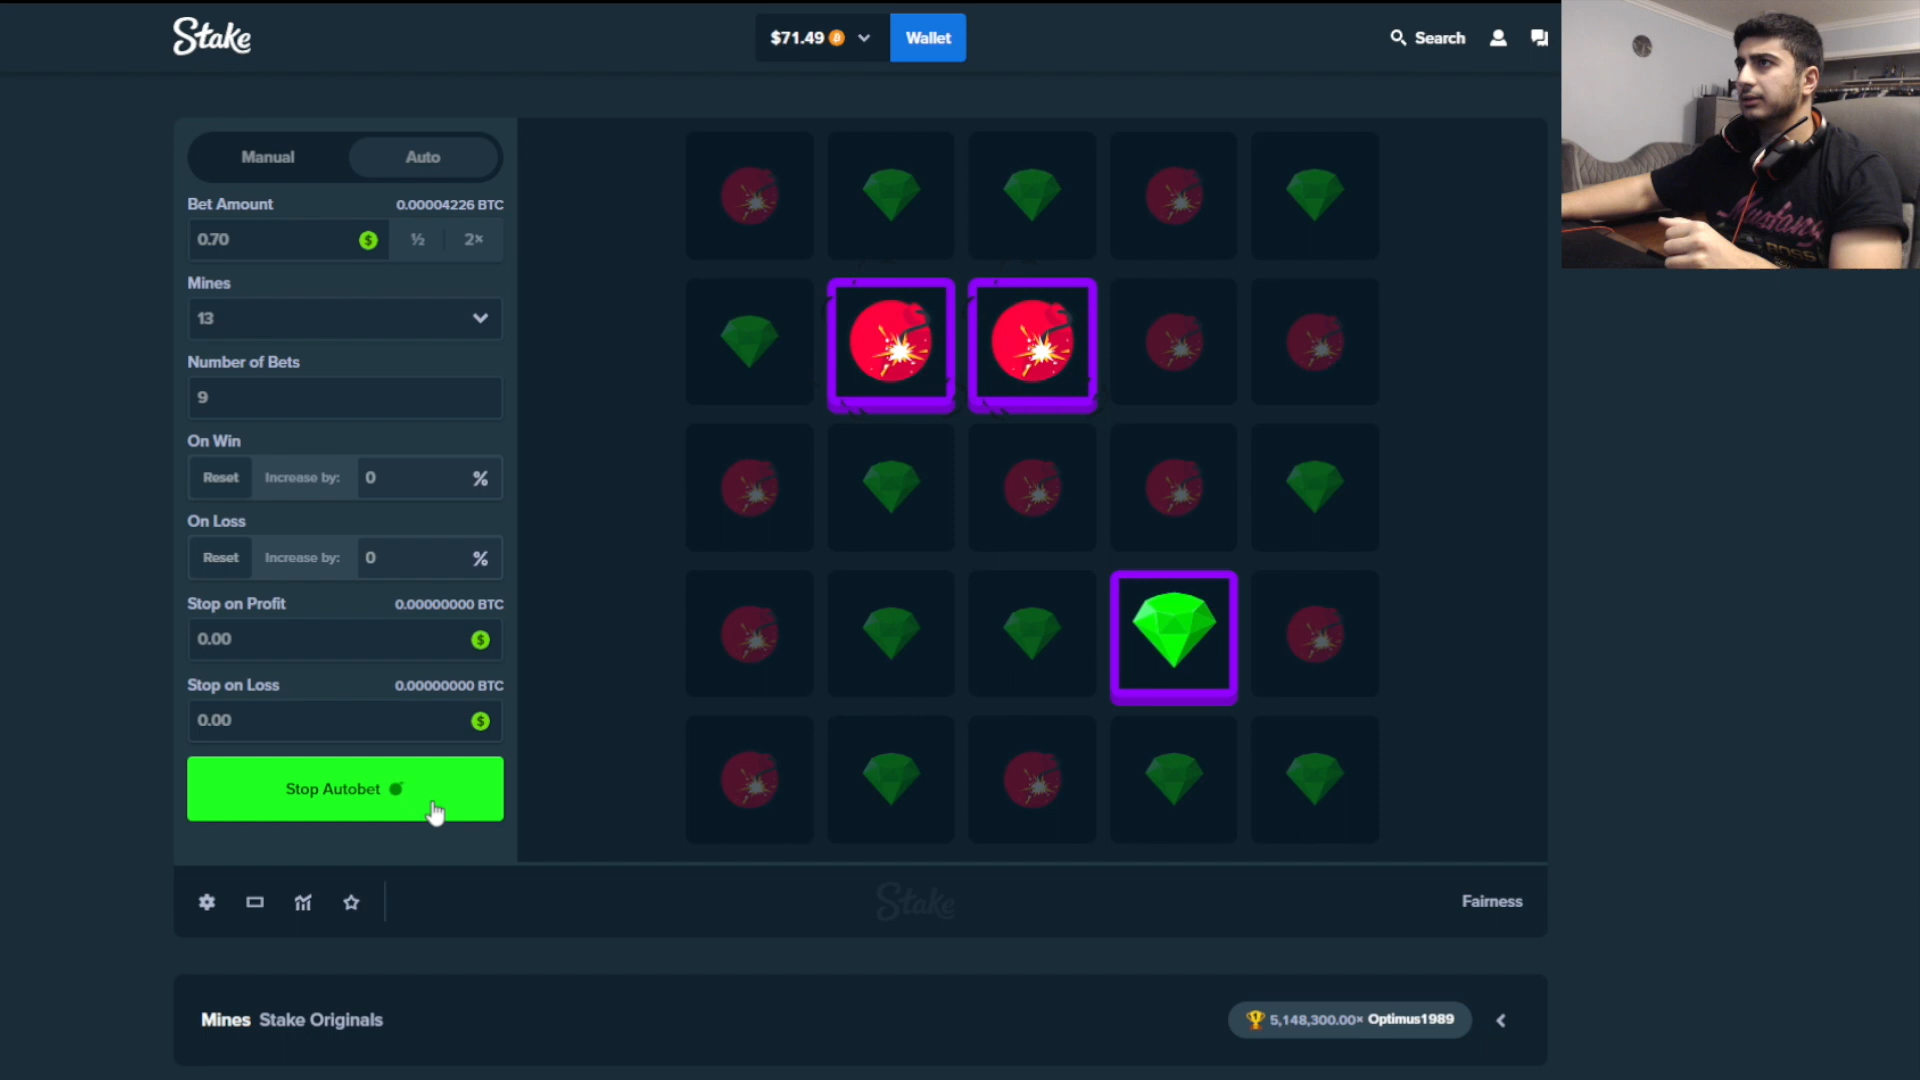 Stake
$71.49
Wallet
Search
Manual
Auto
Bet Amount
0.00004226 BTC
0.70
$
½
2×
Mines
13
Number of Bets
9
On Win
Reset
Increase by:
0
%
On Loss
Reset
Increase by:
0
%
Stop on Profit
0.00000000 BTC
0.00
$
Stop on Loss
0.00000000 BTC
0.00
$
Stop Autobet
Stake
Fairness
Mines Stake Originals
5,148,300.00× Optimus1989
Mustang
BOSS